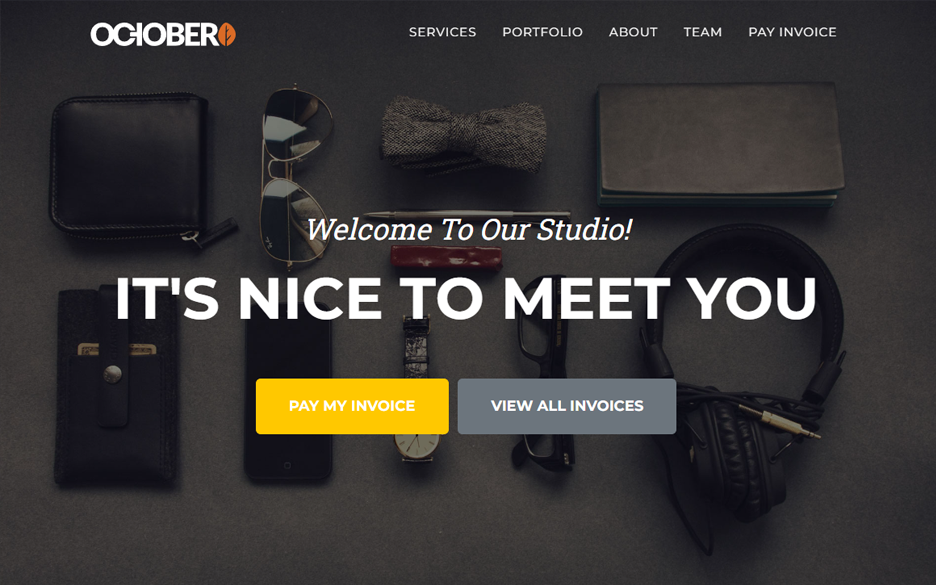 OCTOBER
SERVICES PORTFOLIO ABOUT TEAM PAY INVOICE
Welcome To Our Studio!
IT'S NICE TO MEET YOU
PAY MY INVOICE VIEW ALL INVOICES